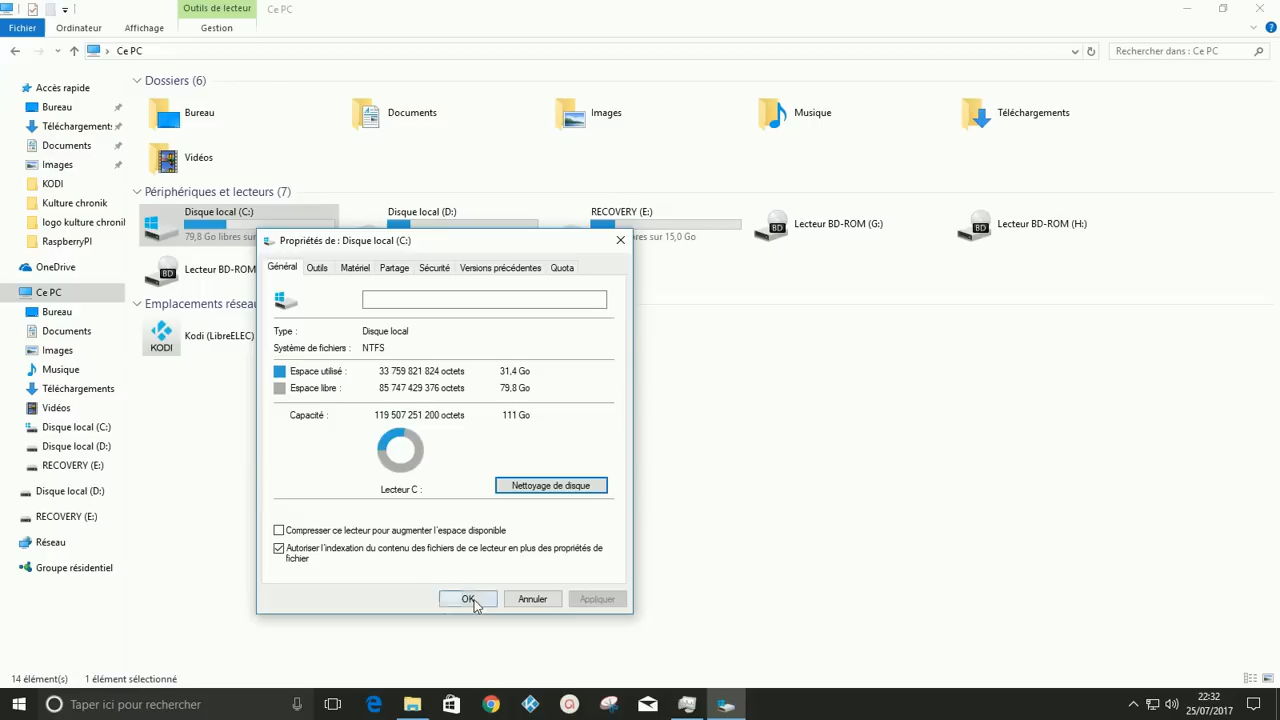 Outils de lecteur
Ce PC
Fichier
Ordinateur
Affichage
Gestion
Ce PC
Rechercher dans : Ce PC
Accès rapide
Bureau
Téléchargement:
Documents
Images
KODI
Kulture chronik
logo kulture chronil
RaspberryPI
OneDrive
Ce PC
Bureau
Documents
Images
Musique
Téléchargements
Vidéos
Disque local (C:)
Disque local (D:)
RECOVERY (E:)
Disque local (D:)
RECOVERY (E:)
Réseau
Groupe résidentiel
Dossiers (6)
Bureau
Documents
Images
Musique
Téléchargements
Vidéos
Périphériques et lecteurs (7)
Disque local (C:)
79,8 Go libres sur
Disque local (D:)
RECOVERY (E:)
es sur 15,0 Go
Lecteur BD-ROM (G:)
Lecteur BD-ROM (H:)
Lecteur BD-ROM
Emplacements résea
KODI
Kodi (LibreELEC)
Propriétés de : Disque local (C:)
Général
Outils
Matériel
Partage
Sécurité
Versions précédentes
Quota
Type :
Disque local
Système de fichiers :
NTFS
Espace utilisé :
33 759 821 824 octets
31,4 Go
Espace libre :
85 747 429 376 octets
79,8 Go
Capacité :
119 507 251 200 octets
111 Go
Lecteur C :
Nettoyage de disque
Compresser ce lecteur pour augmenter l'espace disponible
Autoriser l'indexation du contenu des fichiers de ce lecteur en plus des propriétés de
fichier
OK
Annuler
Appliquer
14 élément(s)
1 élément sélectionné
Taper ici pour rechercher
22:32
25/07/2017